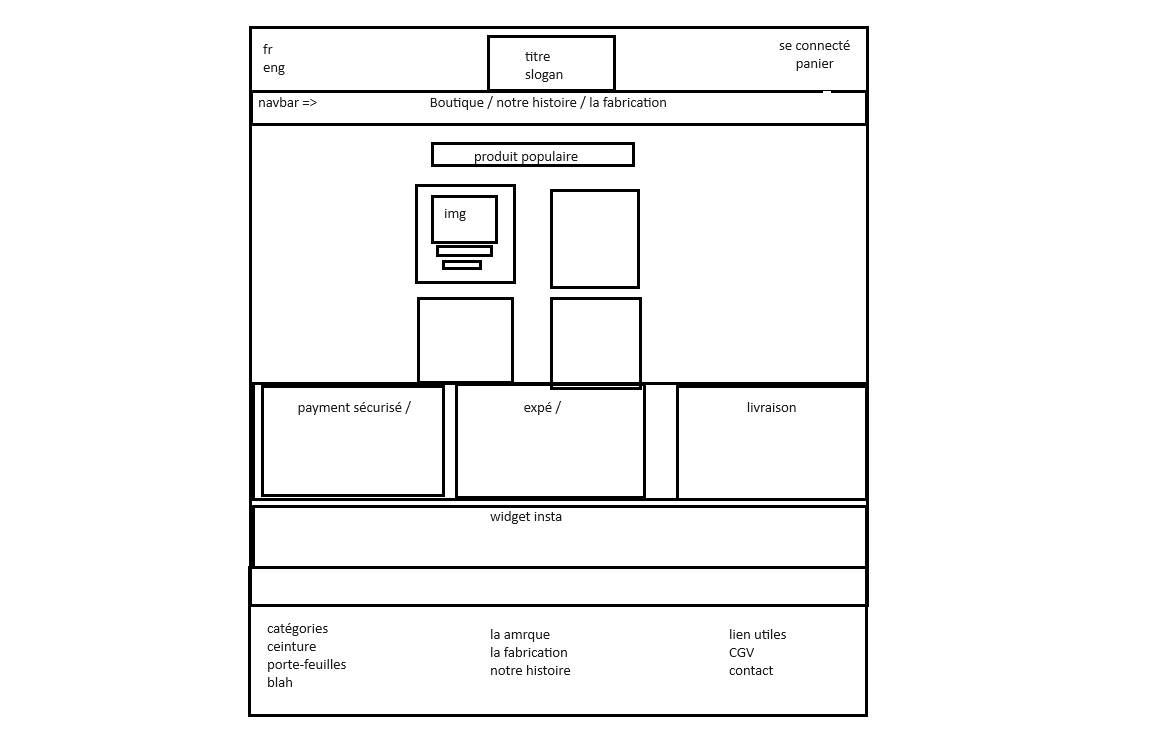 fr
eng
titre
slogan
se connecté
panier
navbar =>
Boutique / notre histoire / la fabrication
produit populaire
img
payment sécurisé /
expé /
livraison
widget insta
catégories
ceinture
porte-feuilles
blah
la amrque
la fabrication
notre histoire
lien utiles
CGV
contact